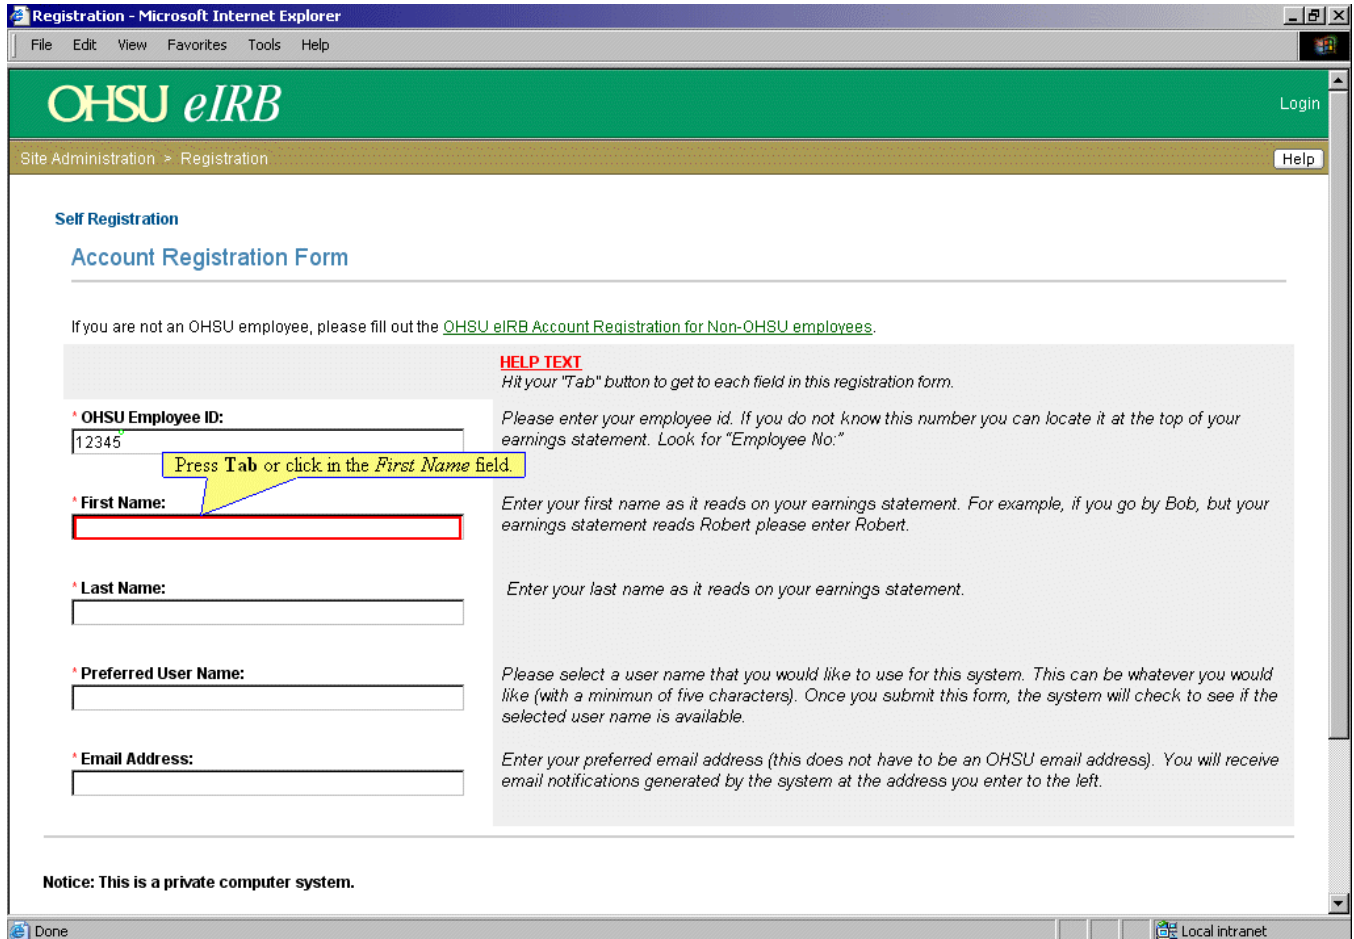 Registration - Microsoft Internet Explorer
File Edit View Favorites Tools Help
OHSU eIRB
Login
Site Administration > Registration
Help
Self Registration
Account Registration Form
If you are not an OHSU employee, please fill out the OHSU eIRB Account Registration for Non-OHSU employees.
HELP TEXT
Hit your "Tab" button to get to each field in this registration form.
* OHSU Employee ID:
12345
Please enter your employee id. If you do not know this number you can locate it at the top of your
earnings statement. Look for "Employee No:"
Press Tab or click in the First Name field.
* First Name:
Enter your first name as it reads on your earnings statement. For example, if you go by Bob, but your
earnings statement reads Robert please enter Robert.
* Last Name:
Enter your last name as it reads on your earnings statement.
* Preferred User Name:
Please select a user name that you would like to use for this system. This can be whatever you would
like (with a minimun of five characters). Once you submit this form, the system will check to see if the
selected user name is available.
* Email Address:
Enter your preferred email address (this does not have to be an OHSU email address). You will receive
email notifications generated by the system at the address you enter to the left.
Notice: This is a private computer system.
Done
Local intranet